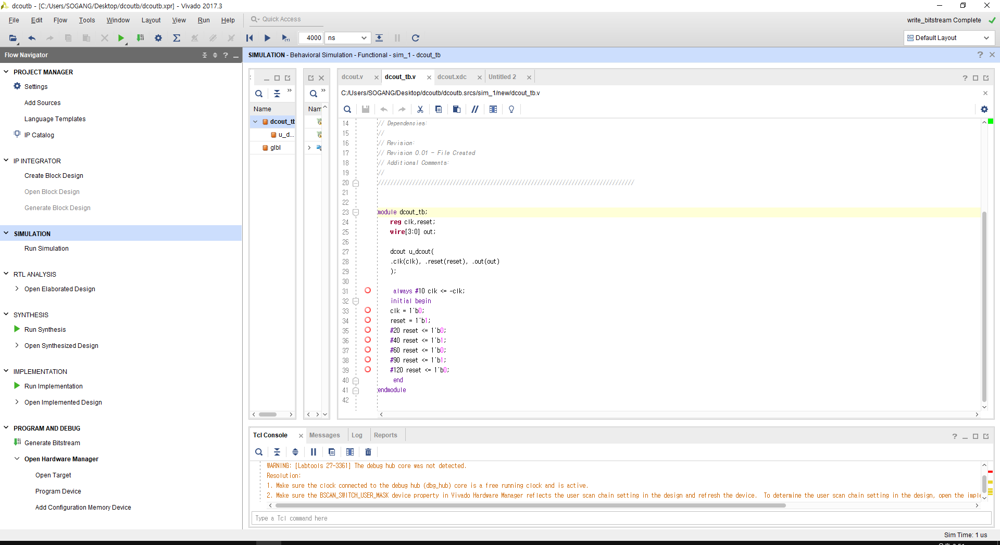 dcoutb - [C:/Users/SOGANG/Desktop/dcoutb/dcoutb.xpr] - Vivado 2017.3
File Edit Flow Tools Window Layout View Run Help Quick Access
write_bitstream Complete
4000 ns
Default Layout
Flow Navigator
SIMULATION - Behavioral Simulation - Functional - sim_1 - dcout_tb
PROJECT MANAGER
Settings
Add Sources
Language Templates
IP Catalog
IP INTEGRATOR
Create Block Design
Open Block Design
Generate Block Design
SIMULATION
Run Simulation
RTL ANALYSIS
Open Elaborated Design
SYNTHESIS
Run Synthesis
Open Synthesized Design
IMPLEMENTATION
Run Implementation
Open Implemented Design
PROGRAM AND DEBUG
Generate Bitstream
Open Hardware Manager
Open Target
Program Device
Add Configuration Memory Device
Name
dcout_tb
u_d...
glbl
Nam
dcout.v dcout_tb.v dcout.xdc Untitled 2
C:/Users/SOGANG/Desktop/dcoutb/dcoutb.srcs/sim_1/new/dcout_tb.v
14 // Dependencies:
15 //
16 // Revision:
17 // Revision 0.01 - File Created
18 // Additional Comments:
19 //
20 //////////////////////////////////////////////////////////////////////////////////
21
22
23 module dcout_tb;
24 reg clk,reset;
25 wire[3:0] out;
26
27 dcout u_dcout(
28 .clk(clk), .reset(reset), .out(out)
29 );
30
31 always #10 clk <= ~clk;
32 initial begin
33 clk = 1'b0;
34 reset = 1'b1;
35 #20 reset <= 1'b0;
36 #40 reset <= 1'b1;
37 #60 reset <= 1'b0;
38 #90 reset <= 1'b1;
39 #120 reset <= 1'b0;
40 end
41 endmodule
42
Tcl Console Messages Log Reports
WARNING: [Labtools 27-3361] The debug hub core was not detected.
Resolution:
1. Make sure the clock connected to the debug hub (dbg_hub) core is a free running clock and is active.
2. Make sure the BSCAN_SWITCH_USER_MASK device property in Vivado Hardware Manager reflects the user scan chain setting in the design and refresh the device. To determine the user scan chain setting in the design, open the imple
Type a Tcl command here
Sim Time: 1 us